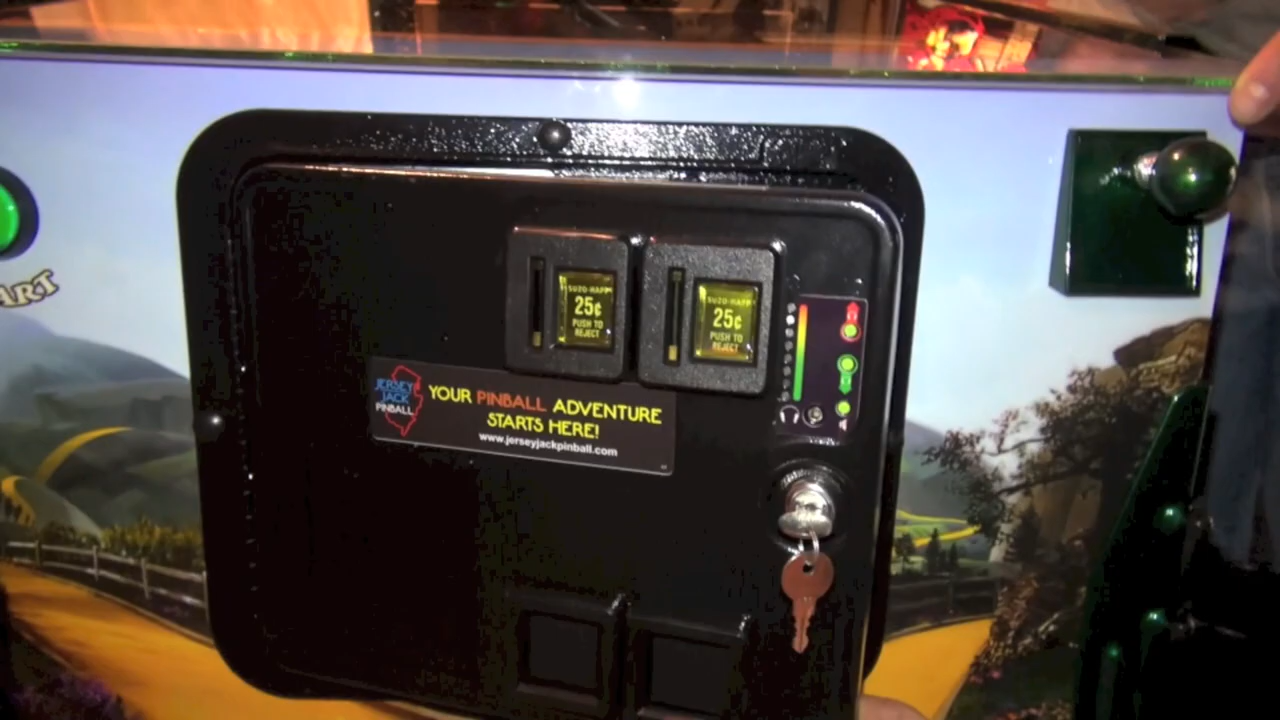 ART
SUZO-HAPP
25¢
PUSH TO
REJECT
SUZO-HAPP
25¢
PUSH TO
REJECT
JERSEY
JACK
PINBALL
YOUR PINBALL ADVENTURE
STARTS HERE!
www.jerseyjackpinball.com